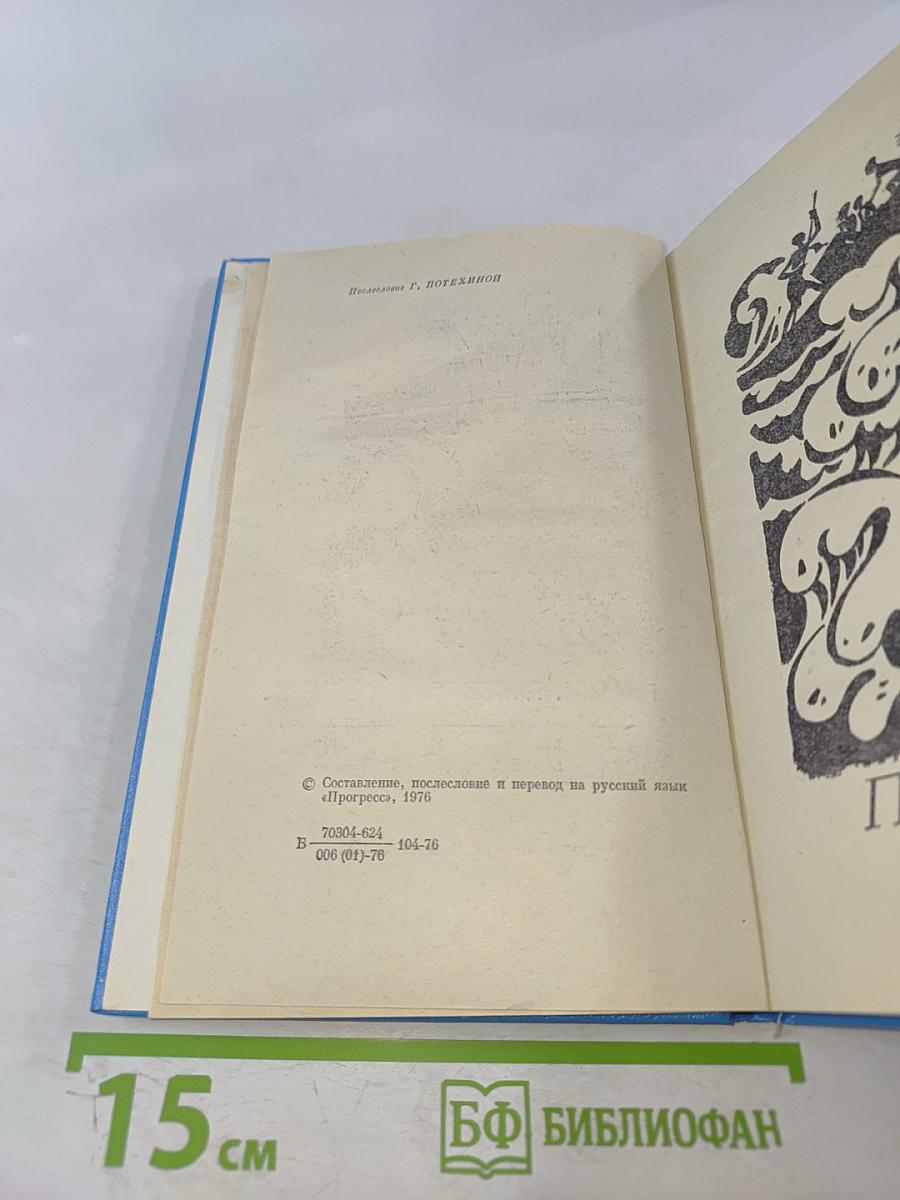 Послесловие Г. ПОТЕХИНОЙ
© Составление, послесловие и перевод на русский язык
«Прогресс», 1976
Б 70304-624
006 (01)-76 104-76
П
15 см
БФ БИБЛИОФАН